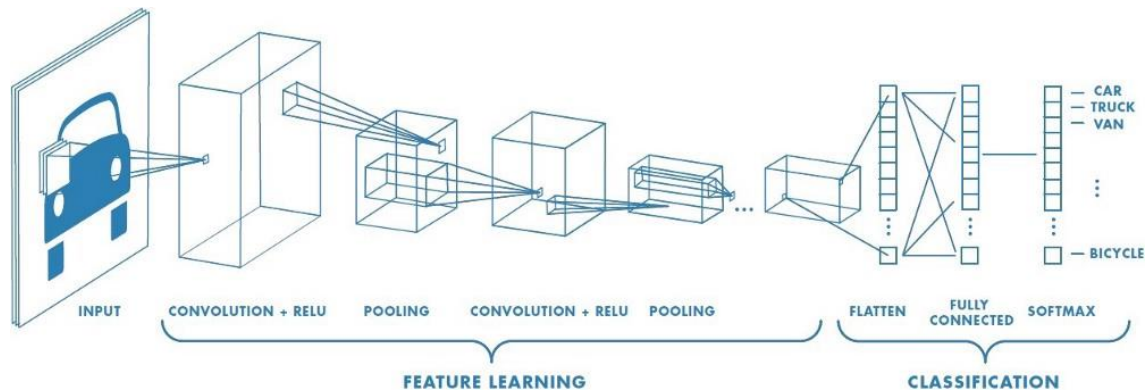 CAR
TRUCK
VAN
...
BICYCLE
INPUT
CONVOLUTION + RELU
POOLING
CONVOLUTION + RELU
POOLING
FLATTEN
FULLY
CONNECTED
SOFTMAX
FEATURE LEARNING
CLASSIFICATION